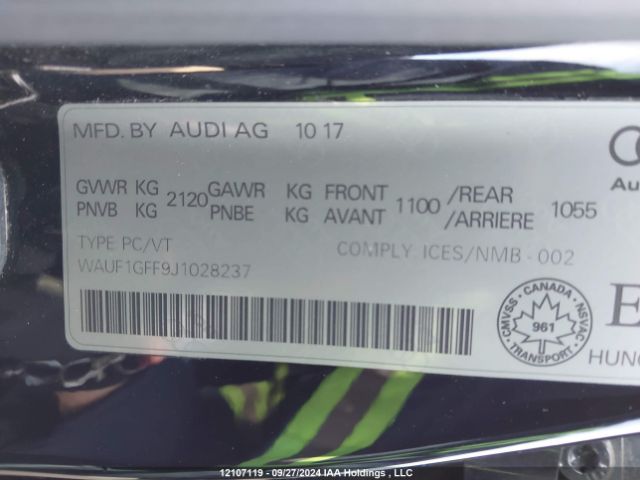 MFD. BY AUDI AG 10 17
GVWR KG 2120 GAWR KG FRONT 1100 /REAR 1055
PNVB KG PNBE KG AVANT /ARRIERE
TYPE PC/VT COMPLY. ICES/NMB - 002
WAUF1GFF9J1028237
CMVSS · CANADA · NSVAC
961
TRANSPORT
12107119 - 09/27/2024 IAA Holdings , LLC